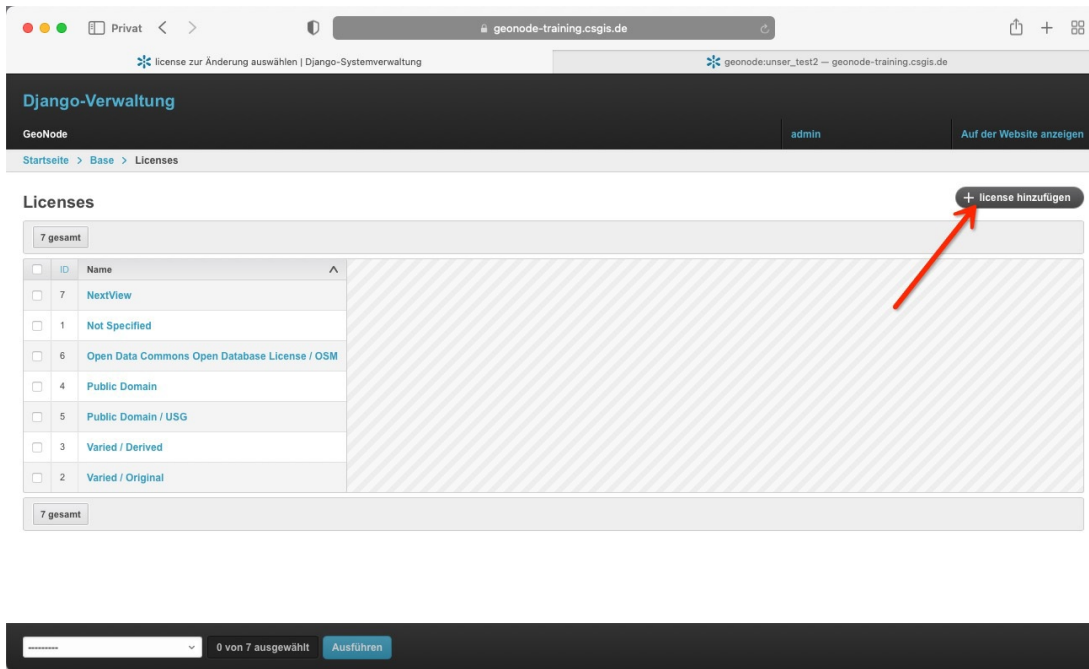 Privat
geonode-training.csgis.de
license zur Änderung auswählen | Django-Systemverwaltung
geonode:unser_test2 — geonode-training.csgis.de
Django-Verwaltung
GeoNode admin Auf der Website anzeigen
Startseite > Base > Licenses
Licenses
+ license hinzufügen
7 gesamt
ID Name
7 NextView
1 Not Specified
6 Open Data Commons Open Database License / OSM
4 Public Domain
5 Public Domain / USG
3 Varied / Derived
2 Varied / Original
7 gesamt
--------- 0 von 7 ausgewählt Ausführen